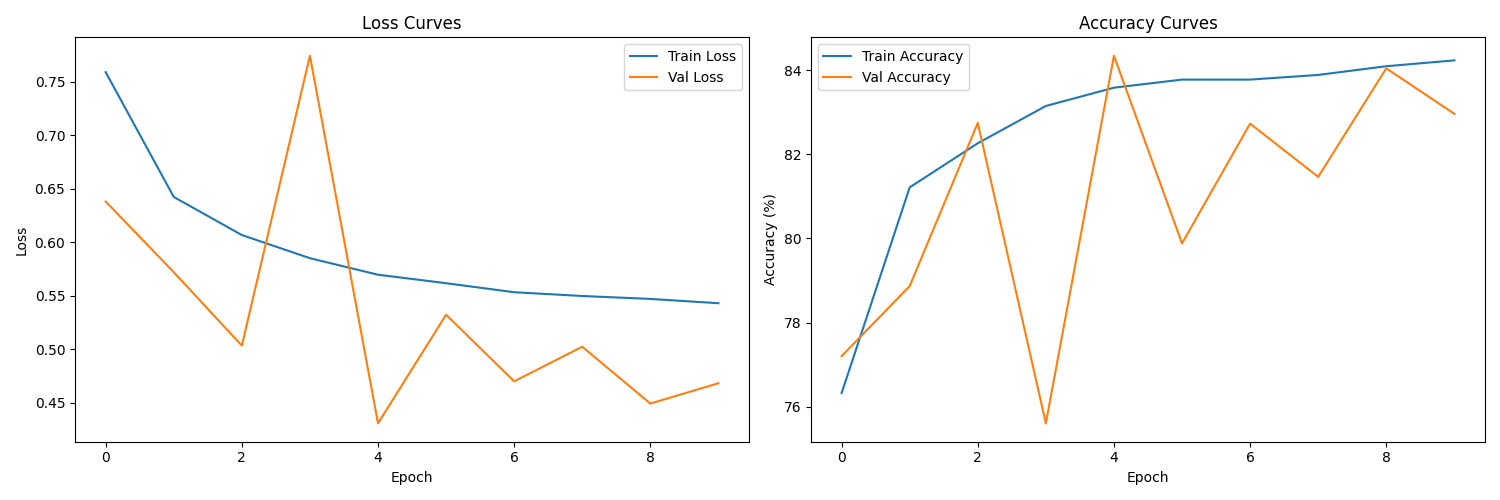 Loss Curves
Train Loss
Val Loss
0.75
0.70
0.65
0.60
0.55
0.50
0.45
Loss
0 2 4 6 8
Epoch
Accuracy Curves
Train Accuracy
Val Accuracy
84
82
80
78
76
Accuracy (%)
0 2 4 6 8
Epoch